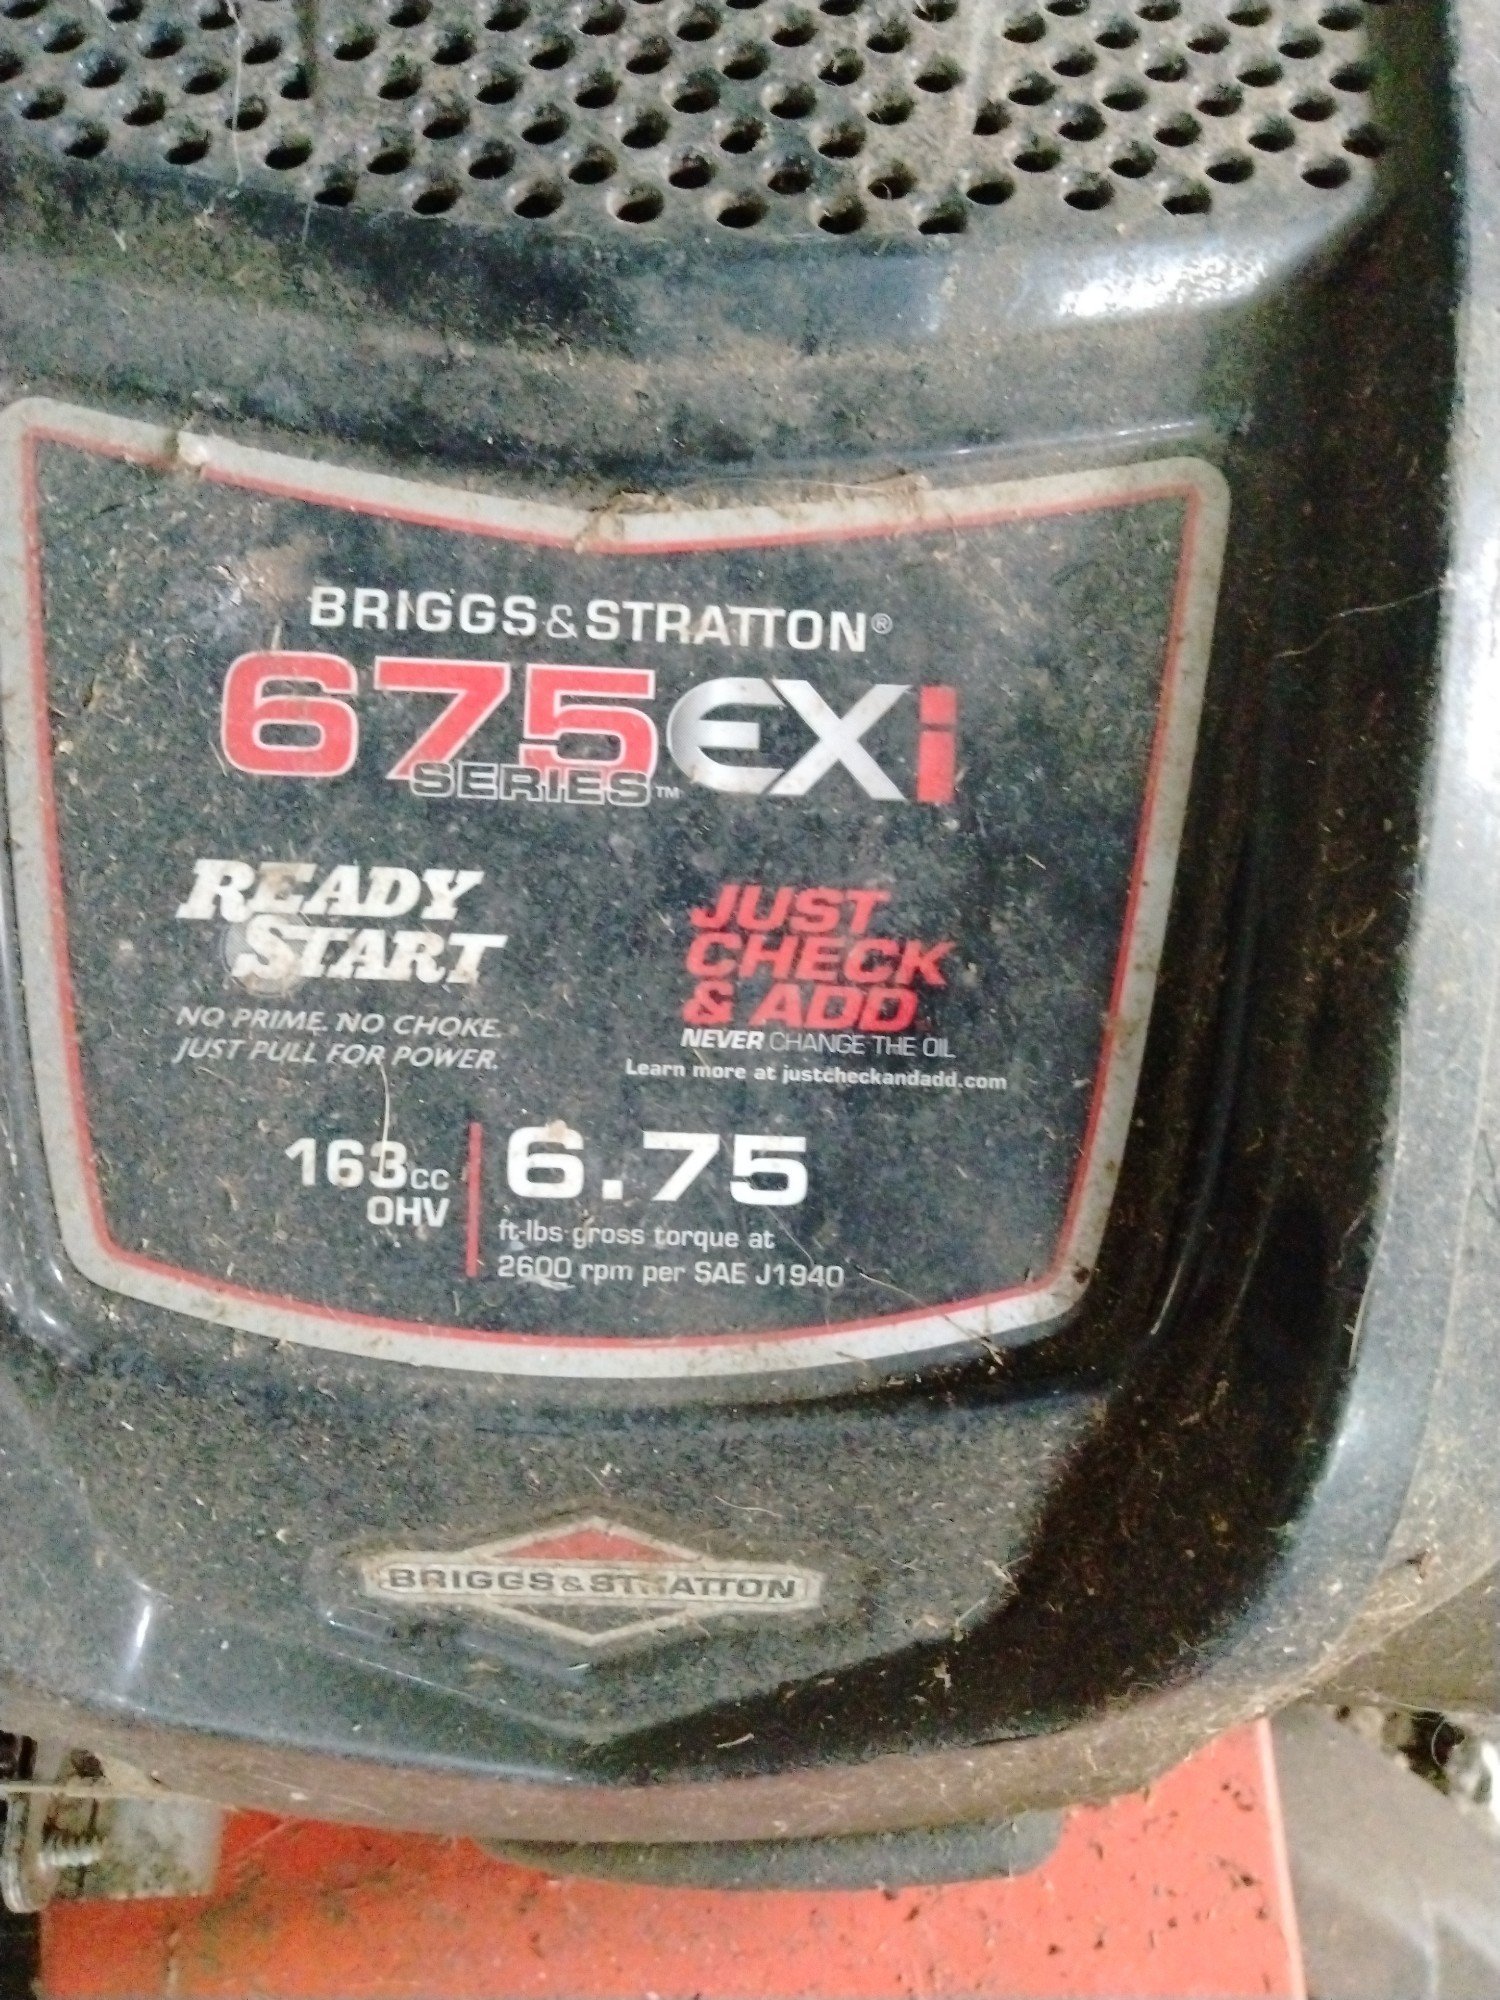 BRIGGS & STRATTON®
675 EXi
SERIES™
READY
START
NO PRIME. NO CHOKE.
JUST PULL FOR POWER.
JUST
CHECK
& ADD
NEVER CHANGE THE OIL
Learn more at justcheckandadd.com
163cc
OHV
6.75
ft-lbs gross torque at
2600 rpm per SAE J1940
BRIGGS & STRATTON